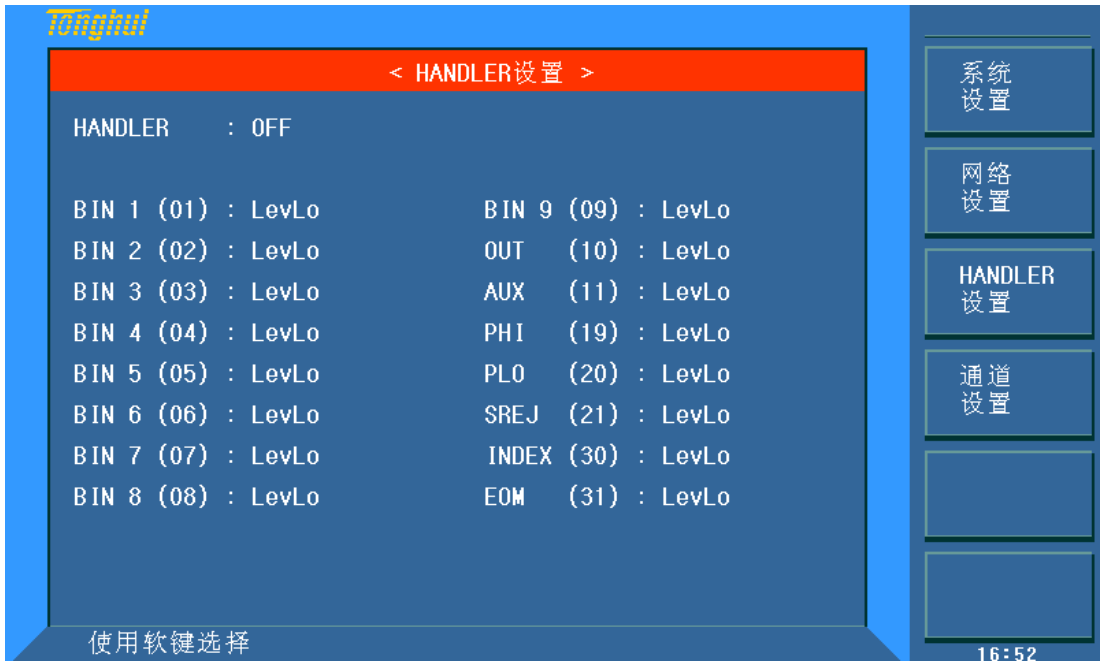 Tonghui
< HANDLER设置 >
HANDLER : OFF
BIN 1 (01) : LevLo
BIN 2 (02) : LevLo
BIN 3 (03) : LevLo
BIN 4 (04) : LevLo
BIN 5 (05) : LevLo
BIN 6 (06) : LevLo
BIN 7 (07) : LevLo
BIN 8 (08) : LevLo
BIN 9 (09) : LevLo
OUT (10) : LevLo
AUX (11) : LevLo
PHI (19) : LevLo
PLO (20) : LevLo
SREJ (21) : LevLo
INDEX (30) : LevLo
EOM (31) : LevLo
使用软键选择
系统
设置
网络
设置
HANDLER
设置
通道
设置
16:52